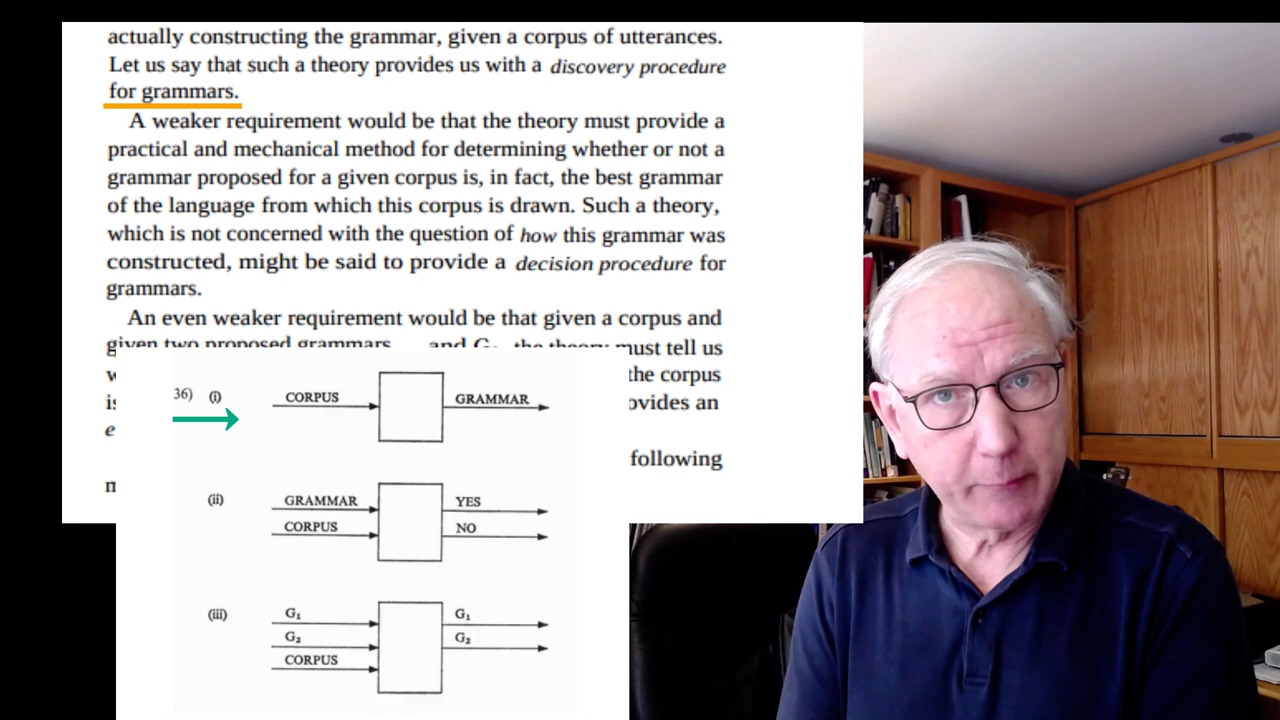 actually constructing the grammar, given a corpus of utterances.
Let us say that such a theory provides us with a discovery procedure
for grammars.
A weaker requirement would be that the theory must provide a
practical and mechanical method for determining whether or not a
grammar proposed for a given corpus is, in fact, the best grammar
of the language from which this corpus is drawn. Such a theory,
which is not concerned with the question of how this grammar was
constructed, might be said to provide a decision procedure for
grammars.
An even weaker requirement would be that given a corpus and
given two proposed grammars and G the theory must tell us
the corpus
is
e
following
m
36) (i) CORPUS GRAMMAR
(ii) GRAMMAR YES
CORPUS NO
(iii) G₁ G₁
G₂ G₂
CORPUS